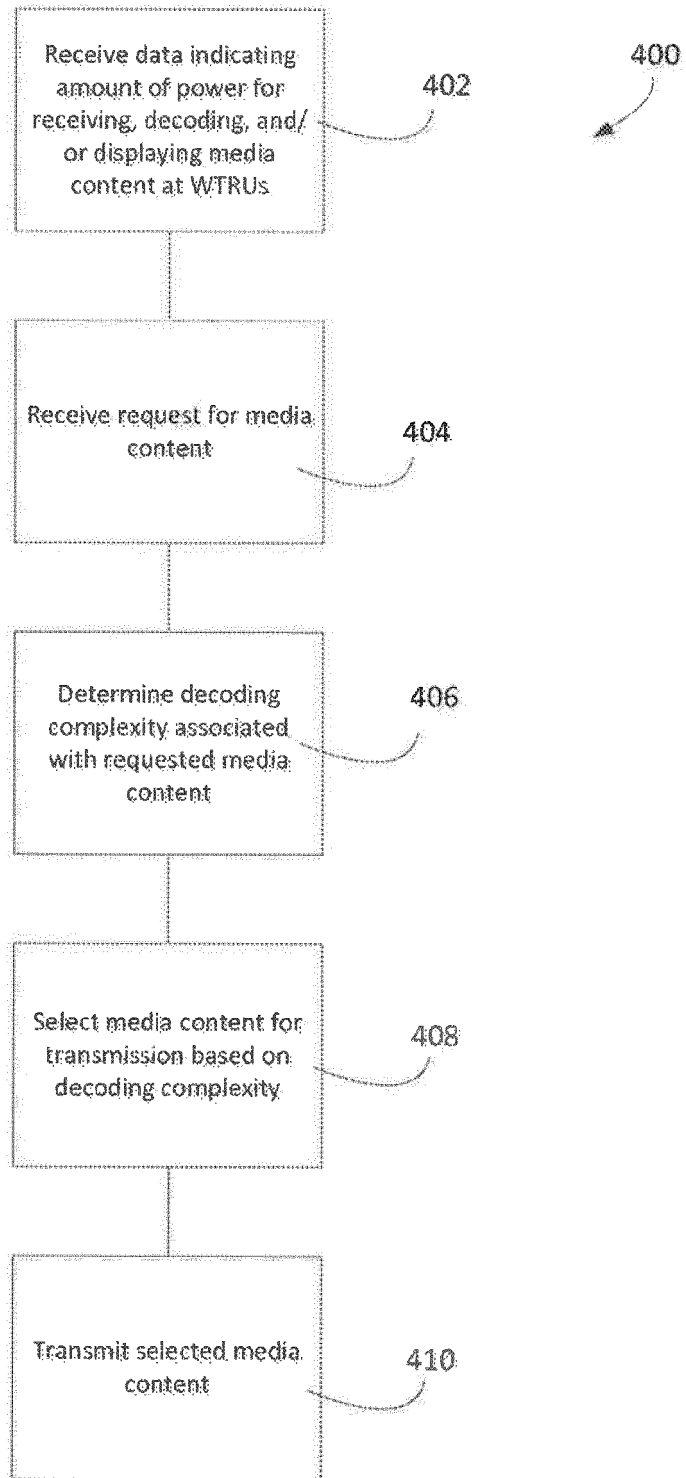 Receive data indicating
amount of power for
receiving, decoding, and/
or displaying media
content at WTRUs
402
400
Receive request for media
content
404
Determine decoding
complexity associated
with requested media
content
406
Select media content for
transmission based on
decoding complexity
408
Transmit selected media
content
410